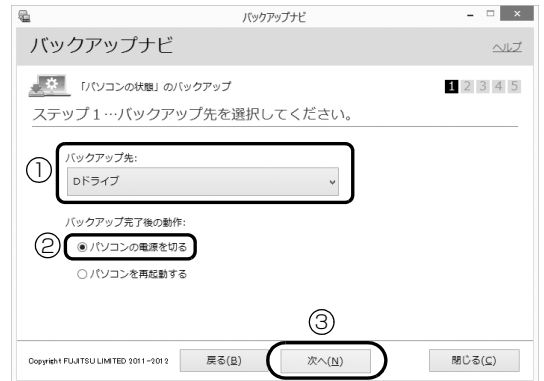 バックアップナビ
バックアップナビ
ヘルプ
「パソコンの状態」のバックアップ
1 2 3 4 5
ステップ1…バックアップ先を選択してください。
①
バックアップ先:
Dドライブ
バックアップ完了後の動作:
②
パソコンの電源を切る
パソコンを再起動する
③
Copyright FUJITSU LIMITED 2011-2012
戻る(B)
次へ(N)
閉じる(C)